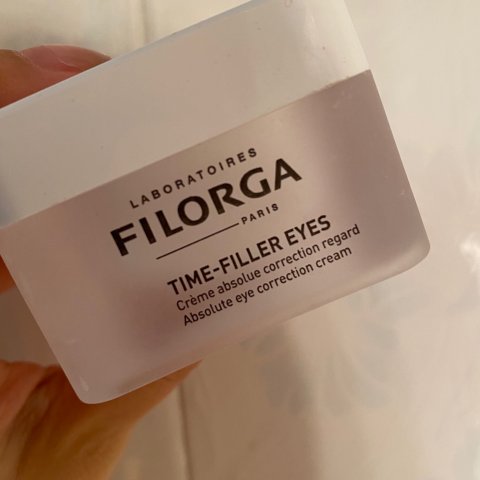 LABORATOIRES
FILORGA
PARIS
TIME-FILLER EYES
Crème absolue correction regard
Absolute eye correction cream